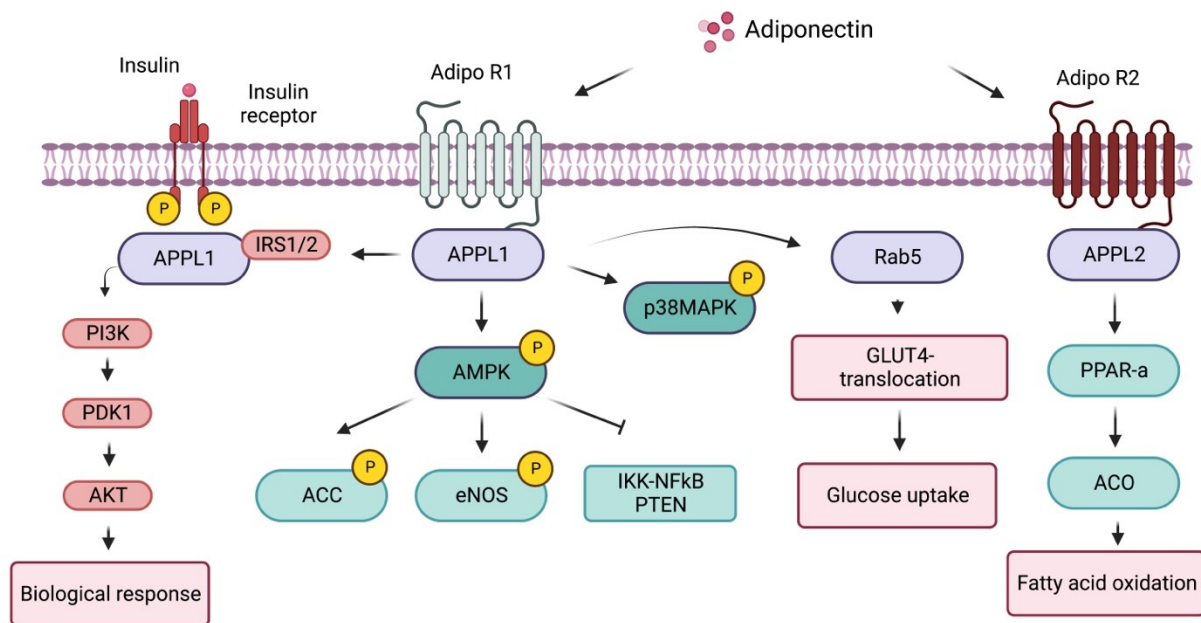 Adiponectin
Insulin
Insulin
receptor
Adipo R1
Adipo R2
P
P
APPL1
IRS1/2
APPL1
Rab5
APPL2
P
p38MAPK
PI3K
P
AMPK
GLUT4-
translocation
PPAR-a
PDK1
P
ACC
P
eNOS
IKK-NFkB
PTEN
Glucose uptake
ACO
AKT
Biological response
Fatty acid oxidation